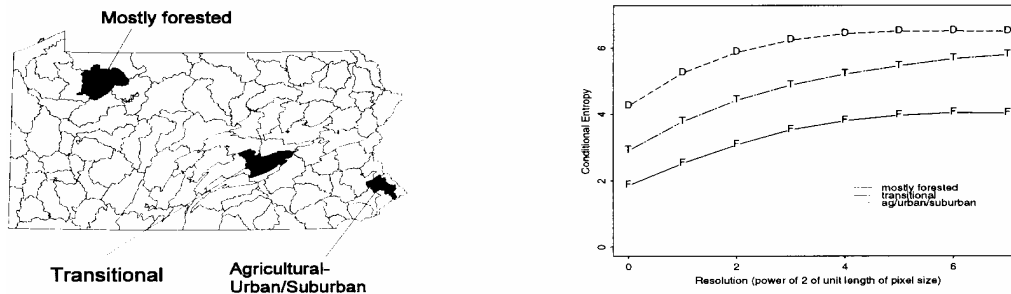 Mostly forested
Transitional
Agricultural-
Urban/Suburban
Conditional Entropy
6
4
2
0
D D D D D D D D
T T T T T T T T
F F F F F F F F
mostly forested
transitional
ag/urban/suburban
0 2 4 6
Resolution (power of 2 of unit length of pixel size)